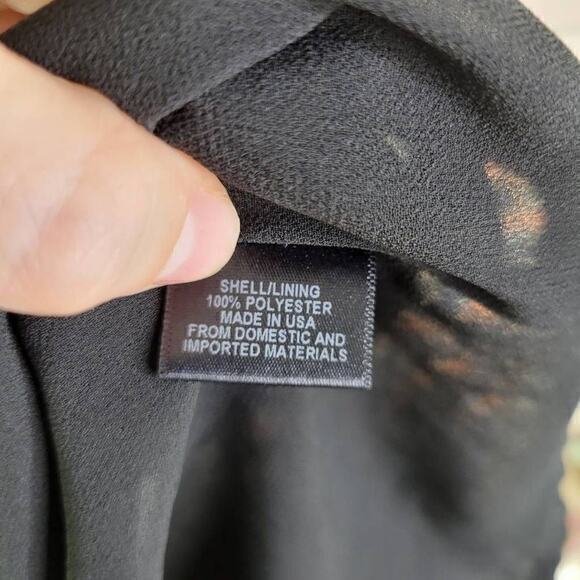 SHELL/LINING
100% POLYESTER
MADE IN USA
FROM DOMESTIC AND
IMPORTED MATERIALS